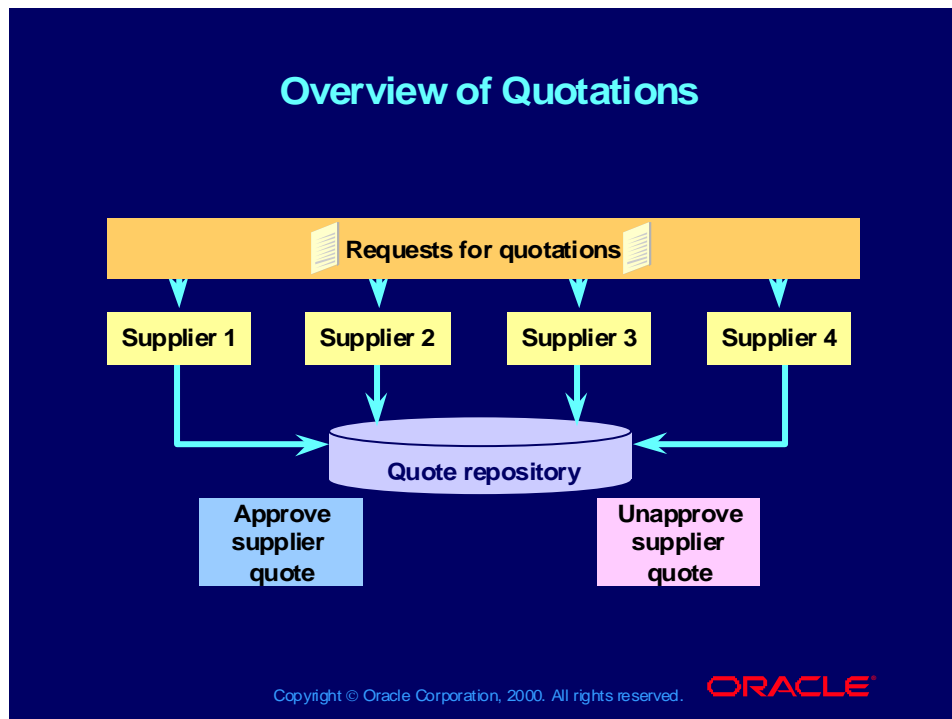 Overview of Quotations
Requests for quotations
Supplier 1
Supplier 2
Supplier 3
Supplier 4
Quote repository
Approve
supplier
quote
Unapprove
supplier
quote
Copyright © Oracle Corporation, 2000. All rights reserved.
ORACLE®